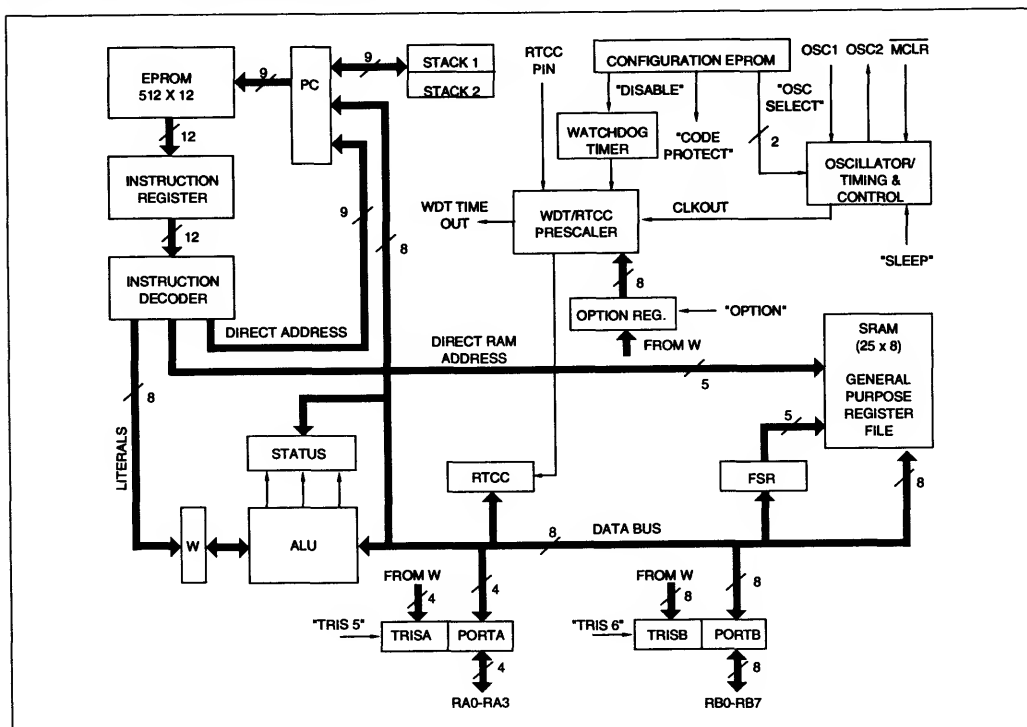 EPROM
512 X 12
9
PC
9
STACK 1
STACK 2
RTCC
PIN
CONFIGURATION EPROM
OSC1 OSC2 MCLR
"DISABLE"
"CODE
PROTECT"
"OSC
SELECT"
2
WATCHDOG
TIMER
OSCILLATOR/
TIMING &
CONTROL
12
INSTRUCTION
REGISTER
12
9
8
WDT TIME
OUT
WDT/RTCC
PRESCALER
CLKOUT
"SLEEP"
INSTRUCTION
DECODER
8
OPTION REG.
"OPTION"
FROM W
DIRECT ADDRESS
DIRECT RAM
ADDRESS
5
SRAM
(25 x 8)
GENERAL
PURPOSE
REGISTER
FILE
8
LITERALS
STATUS
RTCC
5
FSR
8
W
ALU
8
DATA BUS
FROM W
4
4
FROM W
8
8
"TRIS 5"
TRISA
PORTA
"TRIS 6"
TRISB
PORTB
4
8
RA0-RA3
RB0-RB7